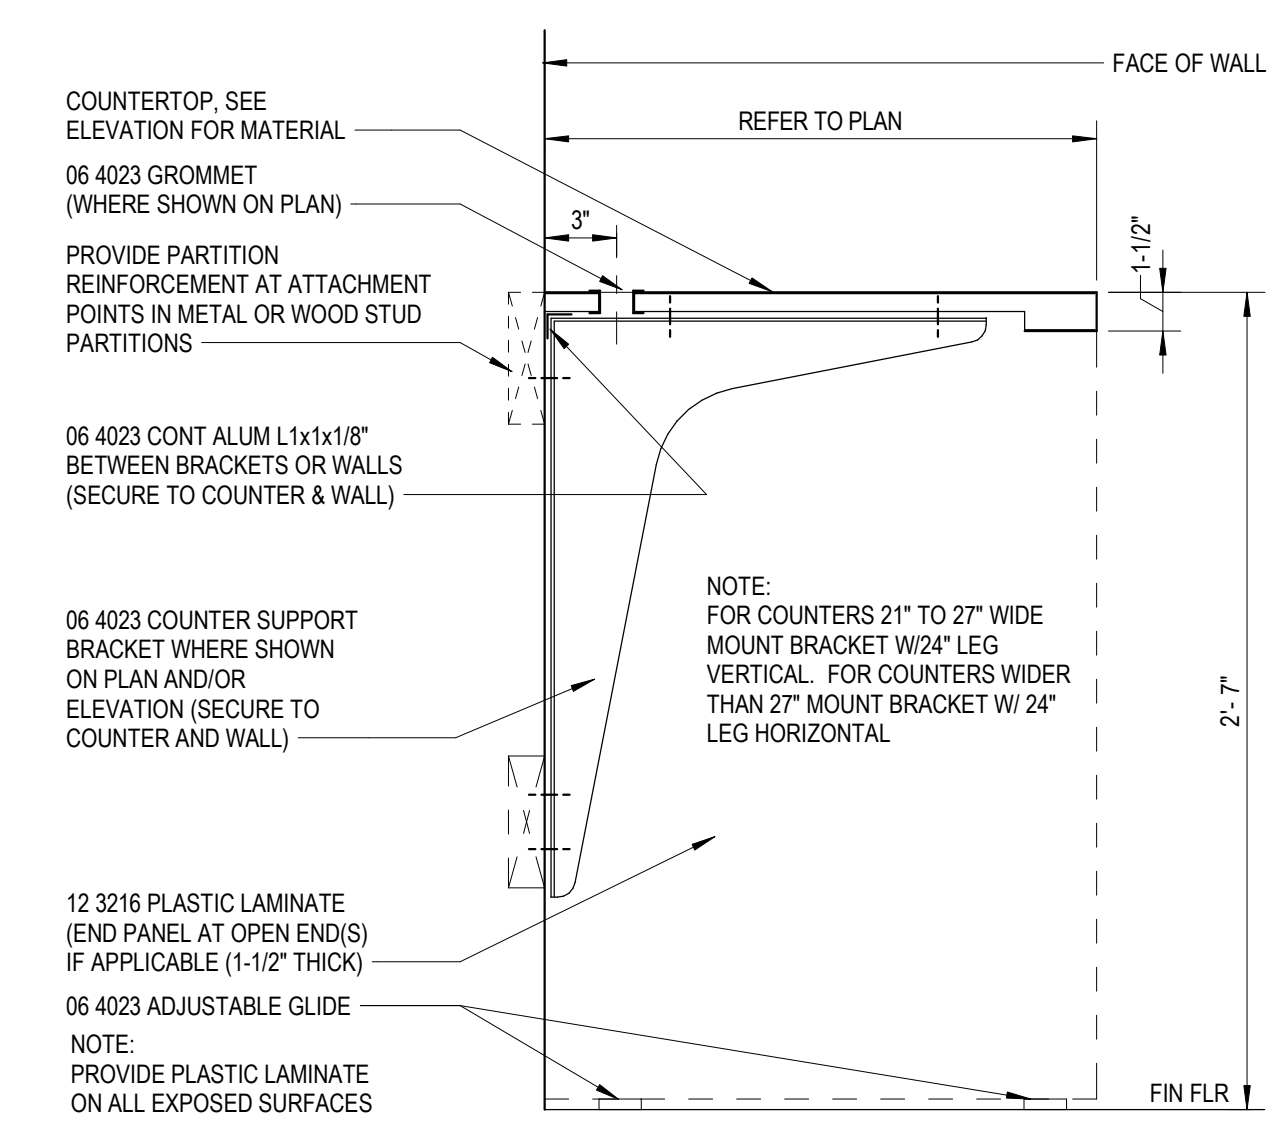 FACE OF WALL
COUNTERTOP, SEE
ELEVATION FOR MATERIAL
REFER TO PLAN
06 4023 GROMMET
(WHERE SHOWN ON PLAN)
3"
1-1/2"
PROVIDE PARTITION
REINFORCEMENT AT ATTACHMENT
POINTS IN METAL OR WOOD STUD
PARTITIONS
06 4023 CONT ALUM L1x1x1/8"
BETWEEN BRACKETS OR WALLS
(SECURE TO COUNTER & WALL)
NOTE:
FOR COUNTERS 21" TO 27" WIDE
MOUNT BRACKET W/24" LEG
VERTICAL. FOR COUNTERS WIDER
THAN 27" MOUNT BRACKET W/ 24"
LEG HORIZONTAL
06 4023 COUNTER SUPPORT
BRACKET WHERE SHOWN
ON PLAN AND/OR
ELEVATION (SECURE TO
COUNTER AND WALL)
2'- 7"
12 3216 PLASTIC LAMINATE
(END PANEL AT OPEN END(S)
IF APPLICABLE (1-1/2" THICK)
06 4023 ADJUSTABLE GLIDE
NOTE:
PROVIDE PLASTIC LAMINATE
ON ALL EXPOSED SURFACES
FIN FLR